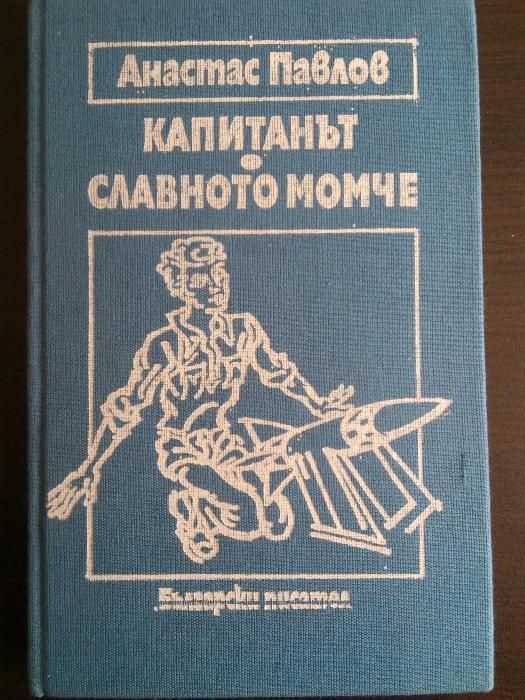 Анастас Павлов
КАПИТАНЪТ
СЛАВНОТО МОМЧЕ
Български писател